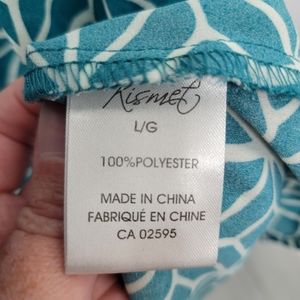 Kismet
L/G
100%POLYESTER
MADE IN CHINA
FABRIQUÉ EN CHINE
CA 02595